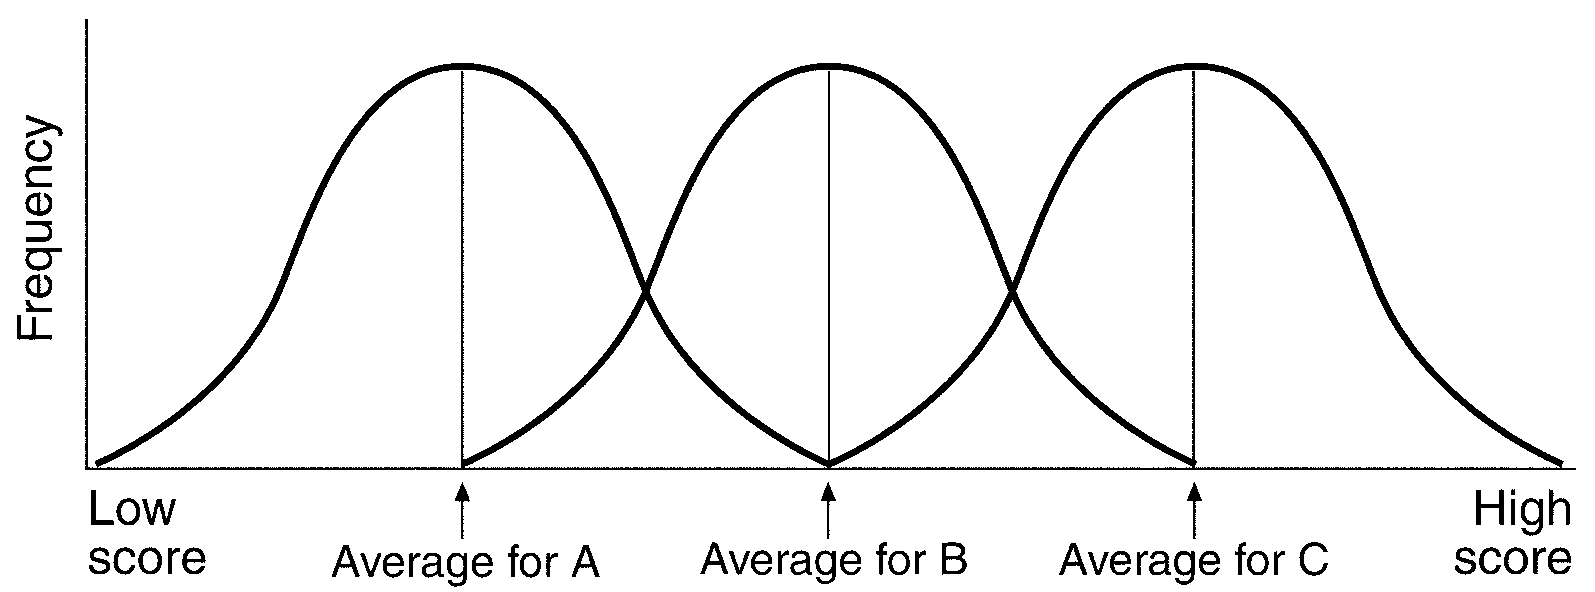 Frequency
Low
score
Average for A
Average for B
Average for C
High
score